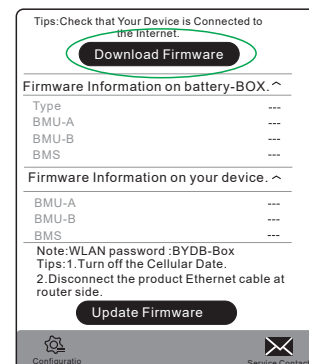 Tips:Check that Your Device is Connected to
the Internet.
Download Firmware
Firmware Information on battery-BOX.
Type ---
BMU-A ---
BMU-B ---
BMS ---
Firmware Information on your device.
BMU-A ---
BMU-B ---
BMS ---
Note:WLAN password :BYDB-Box
Tips:1.Turn off the Cellular Date.
2.Disconnect the product Ethernet cable at
router side.
Update Firmware
Configuratio Service Contact